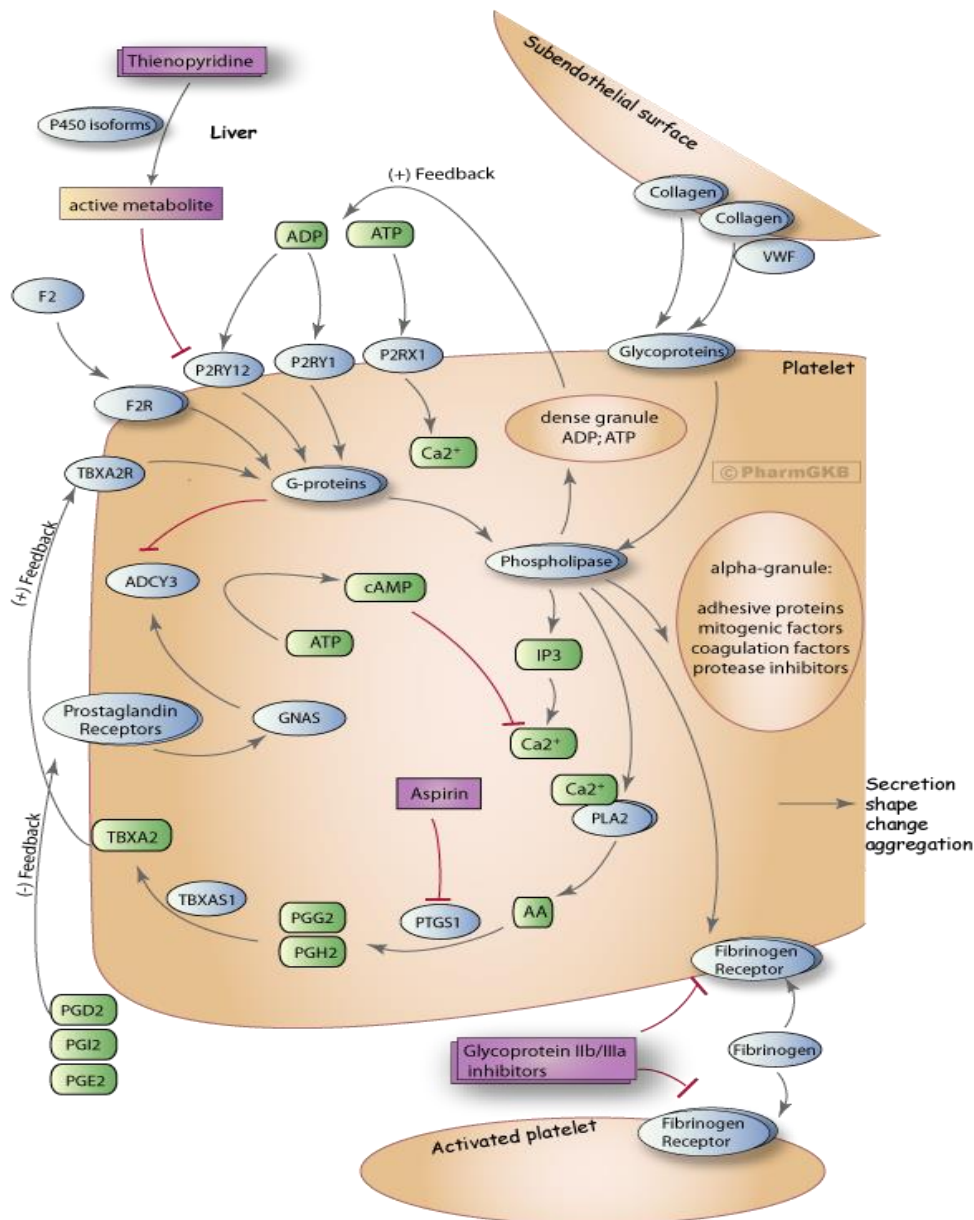 Thienopyridine
P450 isoforms
Liver
active metabolite
Subendothelial surface
Collagen
Collagen
VWF
(+) Feedback
ADP
ATP
F2
P2RY12
P2RY1
P2RX1
Glycoproteins
Platelet
F2R
dense granule
ADP; ATP
Ca2+
TBXA2R
G-proteins
© PharmGKB
(+) Feedback
ADCY3
cAMP
ATP
Phospholipase
IP3
alpha-granule:
adhesive proteins
mitogenic factors
coagulation factors
protease inhibitors
Prostaglandin
Receptors
GNAS
Ca2+
Aspirin
Ca2+
PLA2
Secretion
shape
change
aggregation
(-) Feedback
TBXA2
TBXAS1
PGG2
PGH2
PTGS1
AA
Fibrinogen
Receptor
PGD2
PGI2
PGE2
Glycoprotein IIb/IIIa
inhibitors
Fibrinogen
Activated platelet
Fibrinogen
Receptor